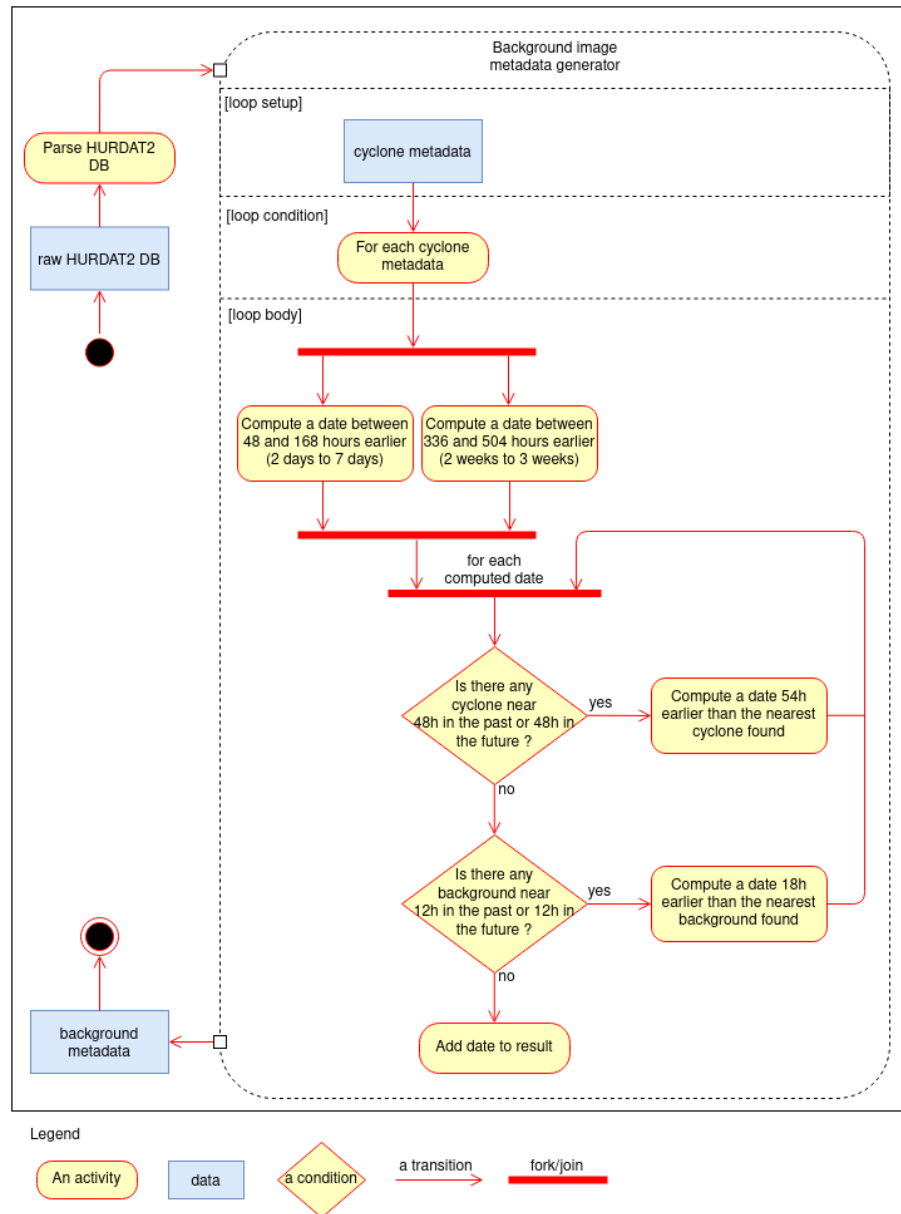 Background image
metadata generator
[loop setup]
Parse HURDAT2
DB
cyclone metadata
[loop condition]
raw HURDAT2 DB
For each cyclone
metadata
[loop body]
Compute a date between
48 and 168 hours earlier
(2 days to 7 days)
Compute a date between
336 and 504 hours earlier
(2 weeks to 3 weeks)
for each
computed date
Is there any
cyclone near
48h in the past or 48h in
the future ?
yes
Compute a date 54h
earlier than the nearest
cyclone found
no
Is there any
background near
12h in the past or 12h in
the future ?
yes
Compute a date 18h
earlier than the nearest
background found
no
background
metadata
Add date to result
Legend
An activity
data
a condition
a transition
fork/join